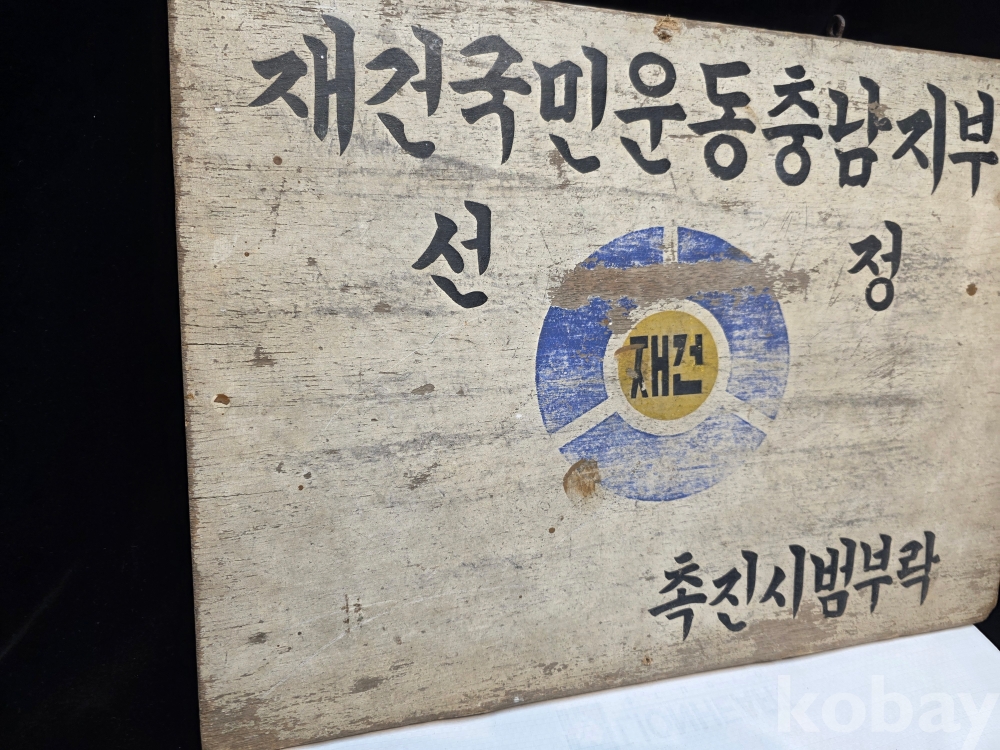 재건국민운동충남지부
선 정
재건
촉진시범부락
kobay